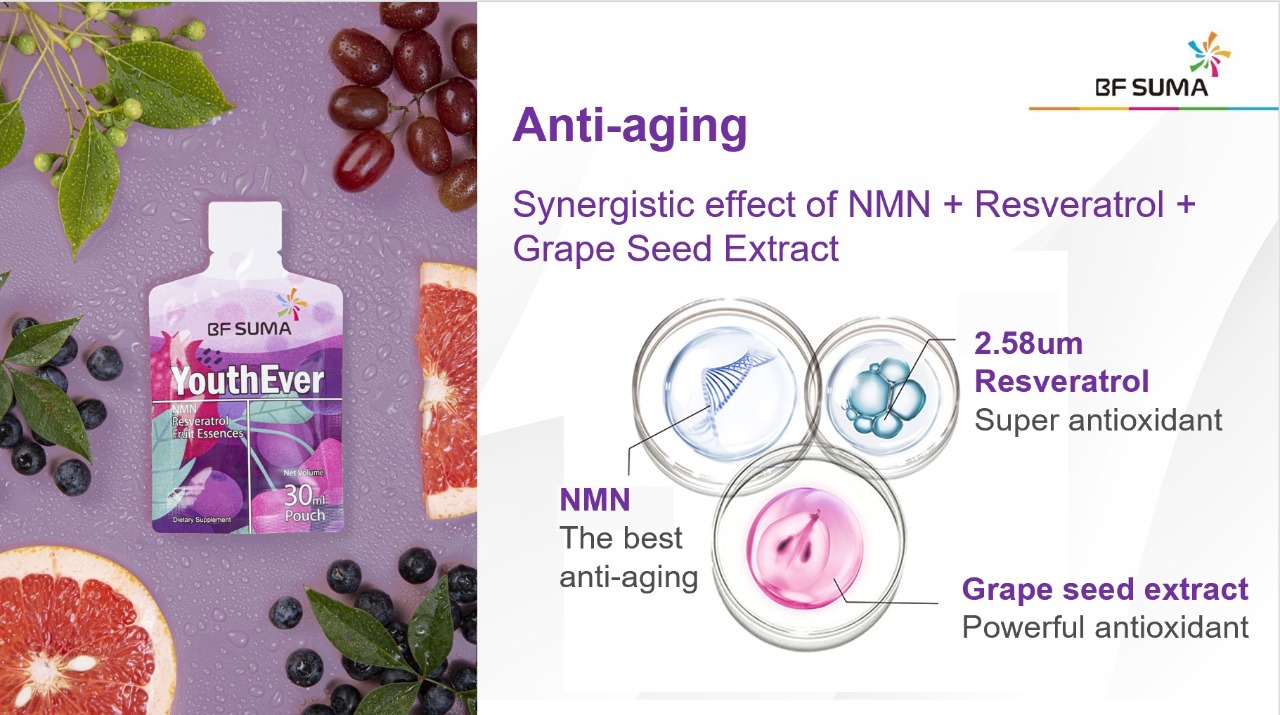 BF SUMA
Anti-aging
Synergistic effect of NMN + Resveratrol +
Grape Seed Extract
2.58um
Resveratrol
Super antioxidant
NMN
The best
anti-aging
Grape seed extract
Powerful antioxidant
BF SUMA
YouthEver
NMN
Resveratrol
Fruit Essences
Net Volume
30ml
Pouch
Dietary Supplement